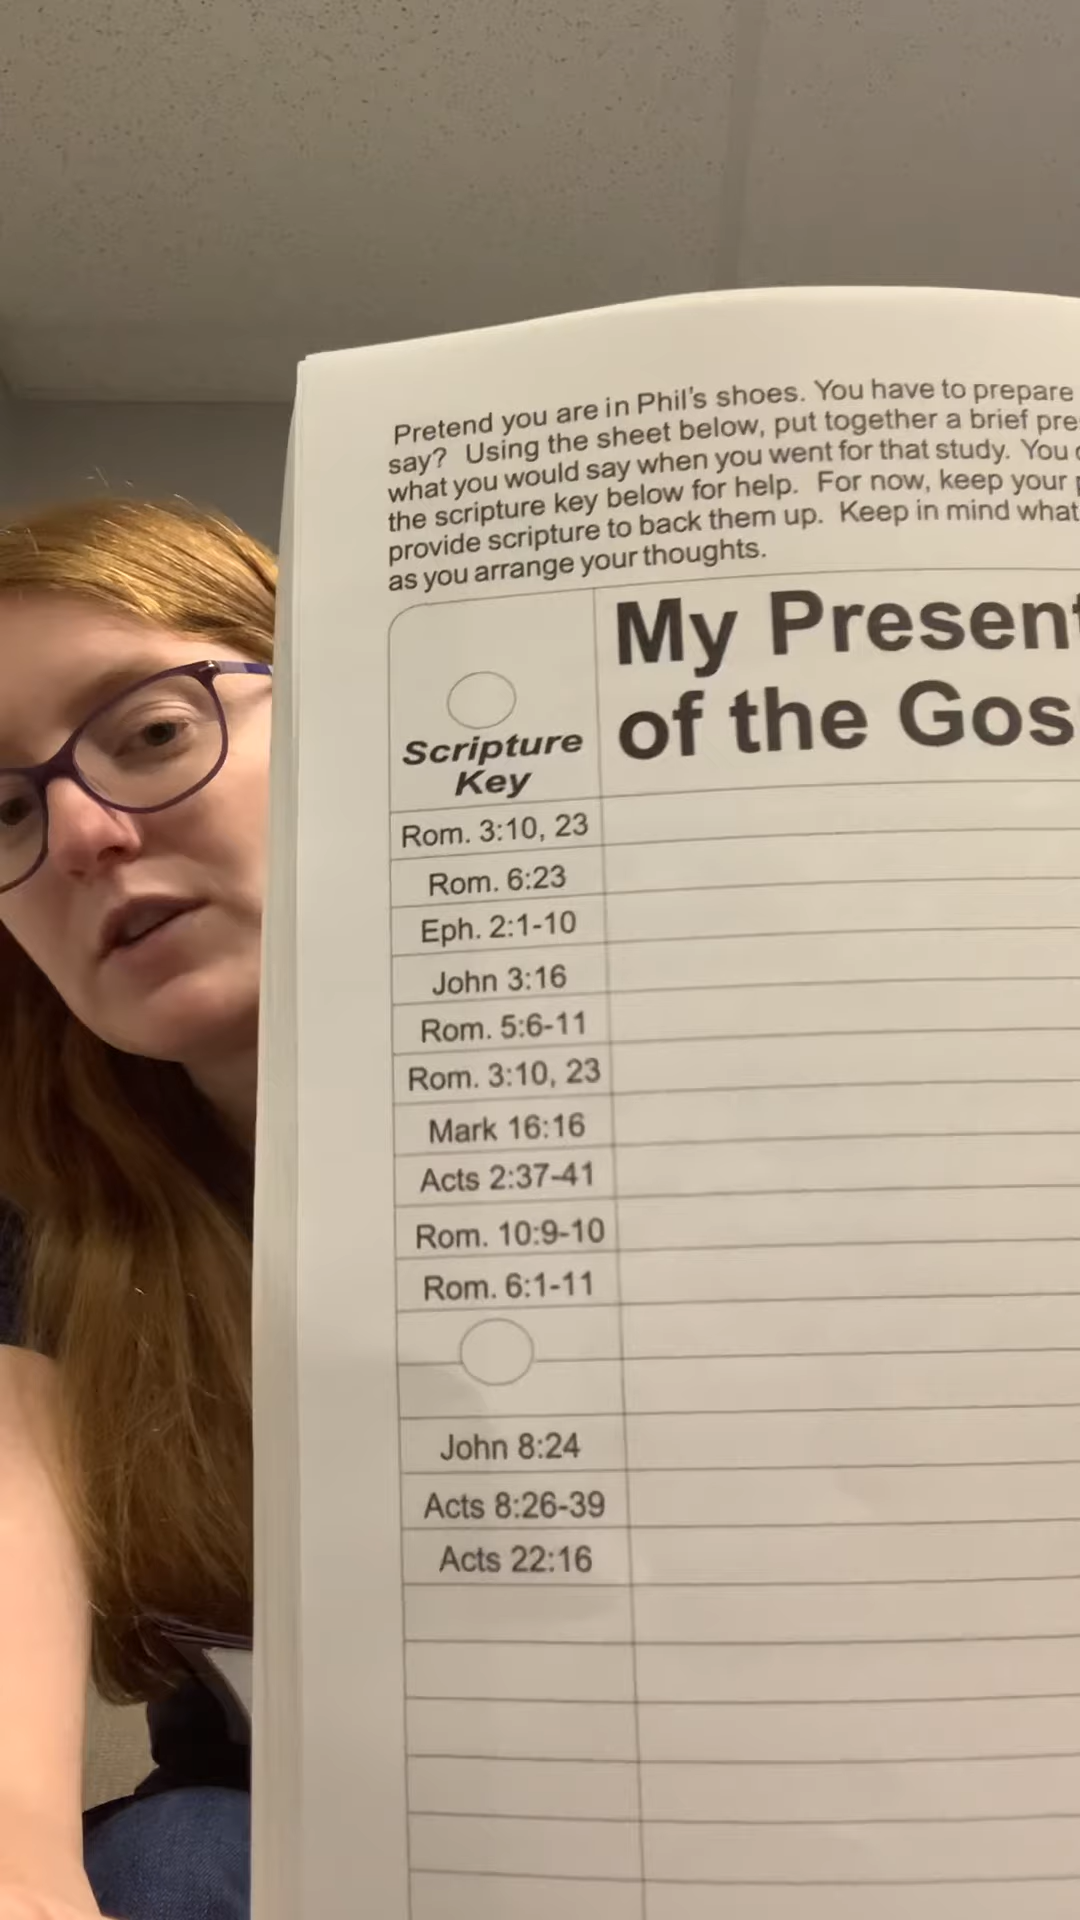 Pretend you are in Phil's shoes. You have to prepare
say? Using the sheet below, put together a brief pre
what you would say when you went for that study. You
the scripture key below for help. For now, keep your
provide scripture to back them up. Keep in mind what
as you arrange your thoughts.
My Present
of the Gos
Scripture
Key
Rom. 3:10, 23
Rom. 6:23
Eph. 2:1-10
John 3:16
Rom. 5:6-11
Rom. 3:10, 23
Mark 16:16
Acts 2:37-41
Rom. 10:9-10
Rom. 6:1-11
John 8:24
Acts 8:26-39
Acts 22:16